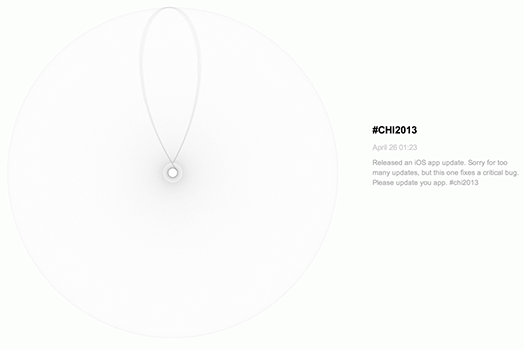 #CHI2013
April 26 01:23
Released an iOS app update. Sorry for too
many updates, but this one fixes a critical bug.
Please update you app. #chi2013